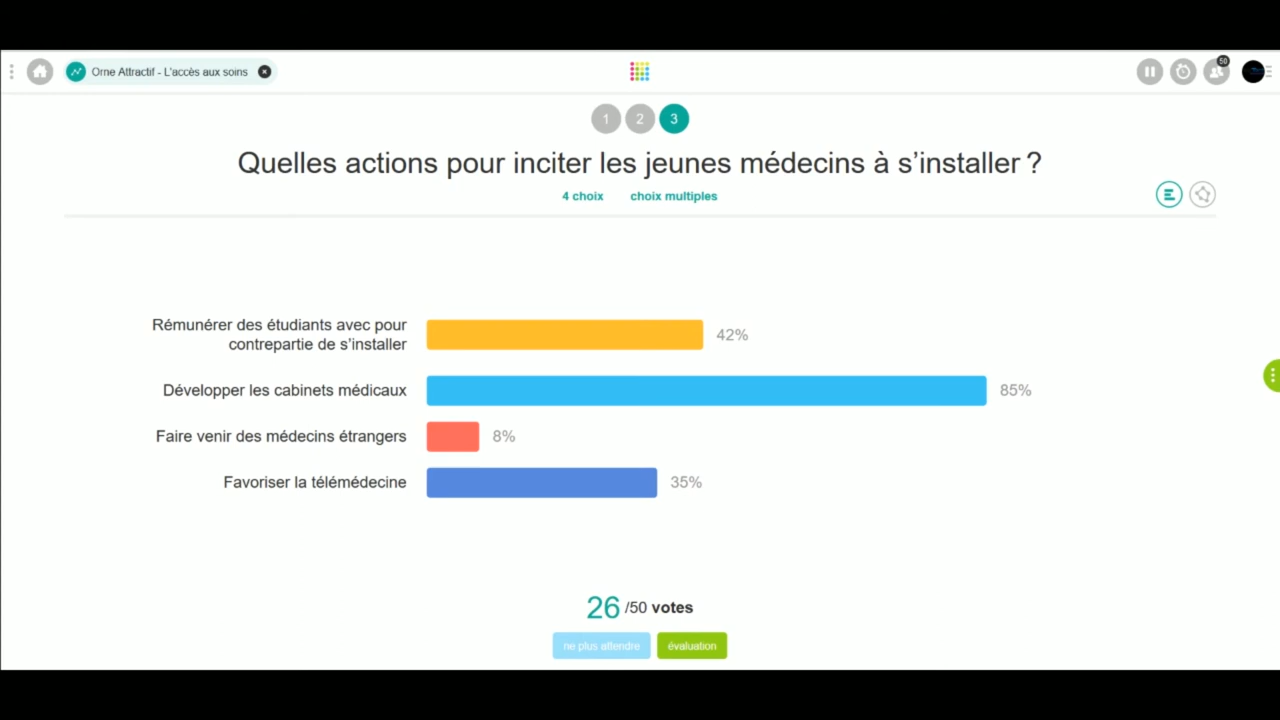 Orne Attractif - L'accès aux soins
50
1 2 3
Quelles actions pour inciter les jeunes médecins à s’installer ?
4 choix choix multiples
Rémunérer des étudiants avec pour
contrepartie de s’installer
42%
Développer les cabinets médicaux 85%
Faire venir des médecins étrangers 8%
Favoriser la télémédecine 35%
26 /50 votes
ne plus attendre évaluation